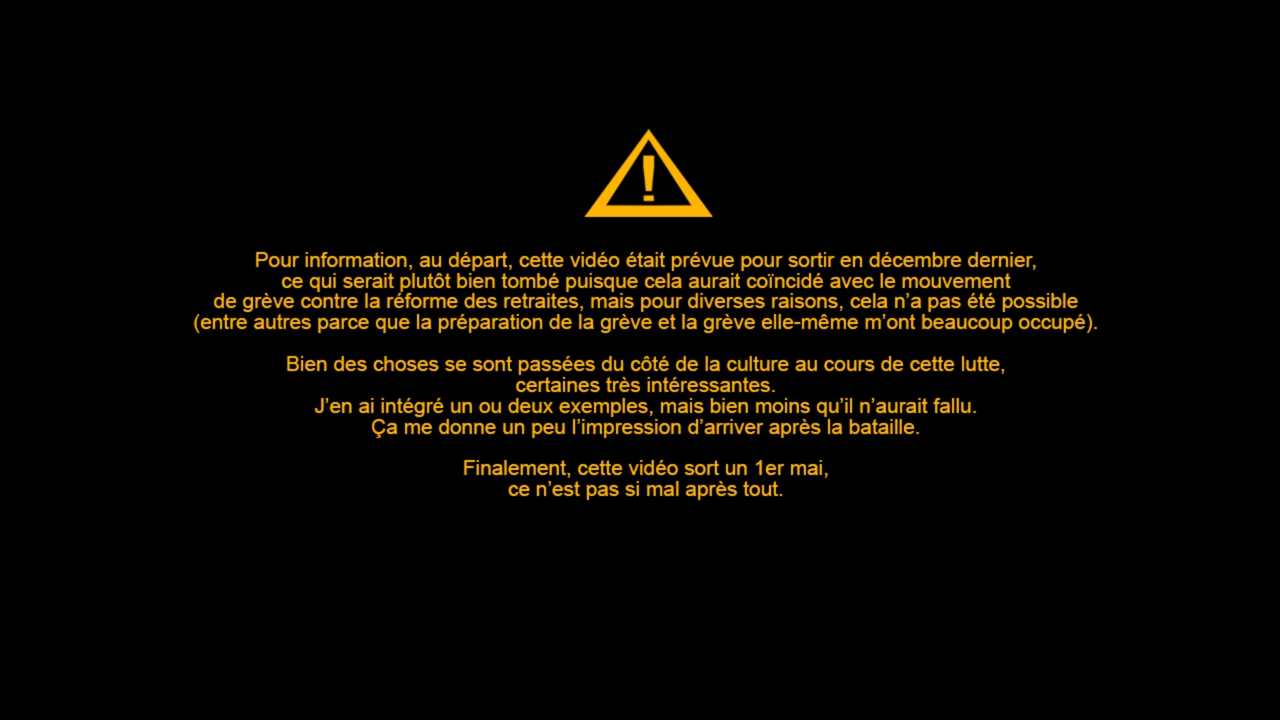 Pour information, au départ, cette vidéo était prévue pour sortir en décembre dernier,
ce qui serait plutôt bien tombé puisque cela aurait coïncidé avec le mouvement
de grève contre la réforme des retraites, mais pour diverses raisons, cela n'a pas été possible
(entre autres parce que la préparation de la grève et la grève elle-même m'ont beaucoup occupé).
Bien des choses se sont passées du côté de la culture au cours de cette lutte,
certaines très intéressantes.
J'en ai intégré un ou deux exemples, mais bien moins qu'il n'aurait fallu.
Ça me donne un peu l'impression d'arriver après la bataille.
Finalement, cette vidéo sort un 1er mai,
ce n'est pas si mal après tout.